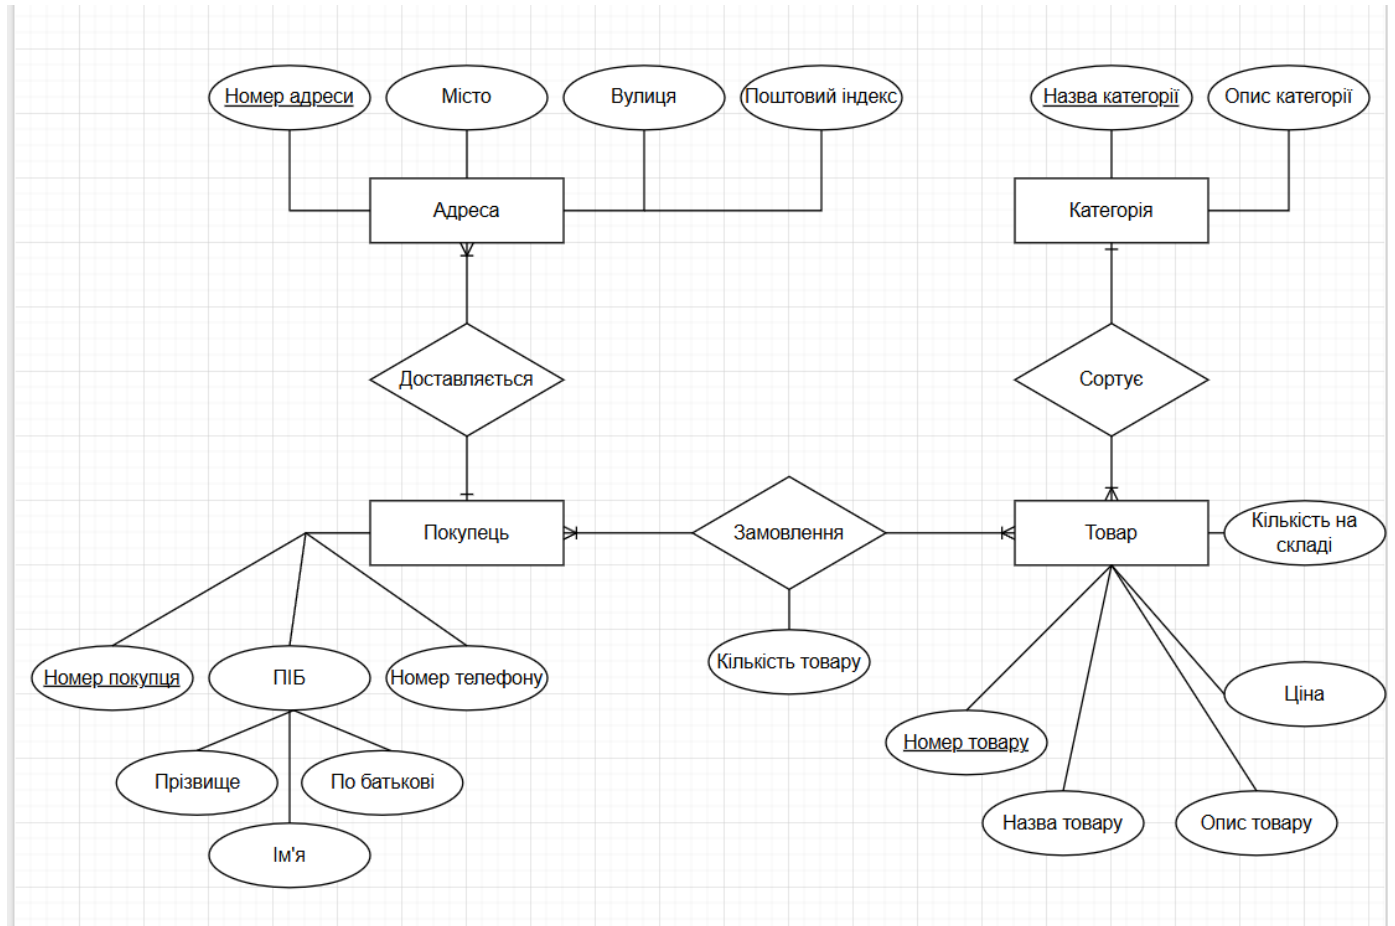 Номер адреси
Місто
Вулиця
Поштовий індекс
Назва категорії
Опис категорії
Адреса
Категорія
Доставляється
Сортує
Покупець
Замовлення
Товар
Кількість на
складі
Номер покупця
ПІБ
Номер телефону
Кількість товару
Ціна
Номер товару
Прізвище
По батькові
Назва товару
Опис товару
Ім'я